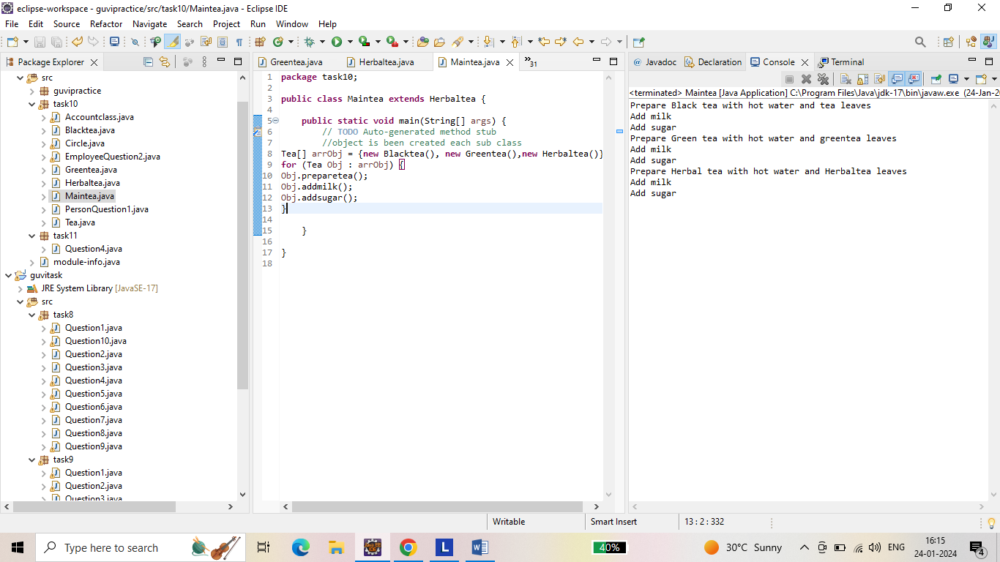 eclipse-workspace - guvipractice/src/task10/Maintea.java - Eclipse IDE
File Edit Source Refactor Navigate Search Project Run Window Help
Package Explorer
src
guvipractice
task10
Accountclass.java
Blacktea.java
Circle.java
EmployeeQuestion2.java
Greentea.java
Herbaltea.java
Maintea.java
PersonQuestion1.java
Tea.java
task11
Question4.java
module-info.java
guvitask
JRE System Library [JavaSE-17]
src
task8
Question1.java
Question10.java
Question2.java
Question3.java
Question4.java
Question5.java
Question6.java
Question7.java
Question8.java
Question9.java
task9
Question1.java
Question2.java
Question3.java
Greentea.java Herbaltea.java Maintea.java 31
1 package task10;
2
3 public class Maintea extends Herbaltea {
4
5 public static void main(String[] args) {
6 // TODO Auto-generated method stub
7 //object is been created each sub class
8 Tea[] arrObj = {new Blacktea(), new Greentea(),new Herbaltea()}
9 for (Tea Obj : arrObj) {
10 Obj.preparetea();
11 Obj.addmilk();
12 Obj.addsugar();
13 }
14
15 }
16
17 }
18
@ Javadoc Declaration Console Terminal
<terminated> Maintea [Java Application] C:\Program Files\Java\jdk-17\bin\javaw.exe (24-Jan-20
Prepare Black tea with hot water and tea leaves
Add milk
Add sugar
Prepare Green tea with hot water and greentea leaves
Add milk
Add sugar
Prepare Herbal tea with hot water and Herbaltea leaves
Add milk
Add sugar
Writable Smart Insert 13 : 2 : 332
Type here to search
L
40%
30°C Sunny
ENG
16:15
24-01-2024
4